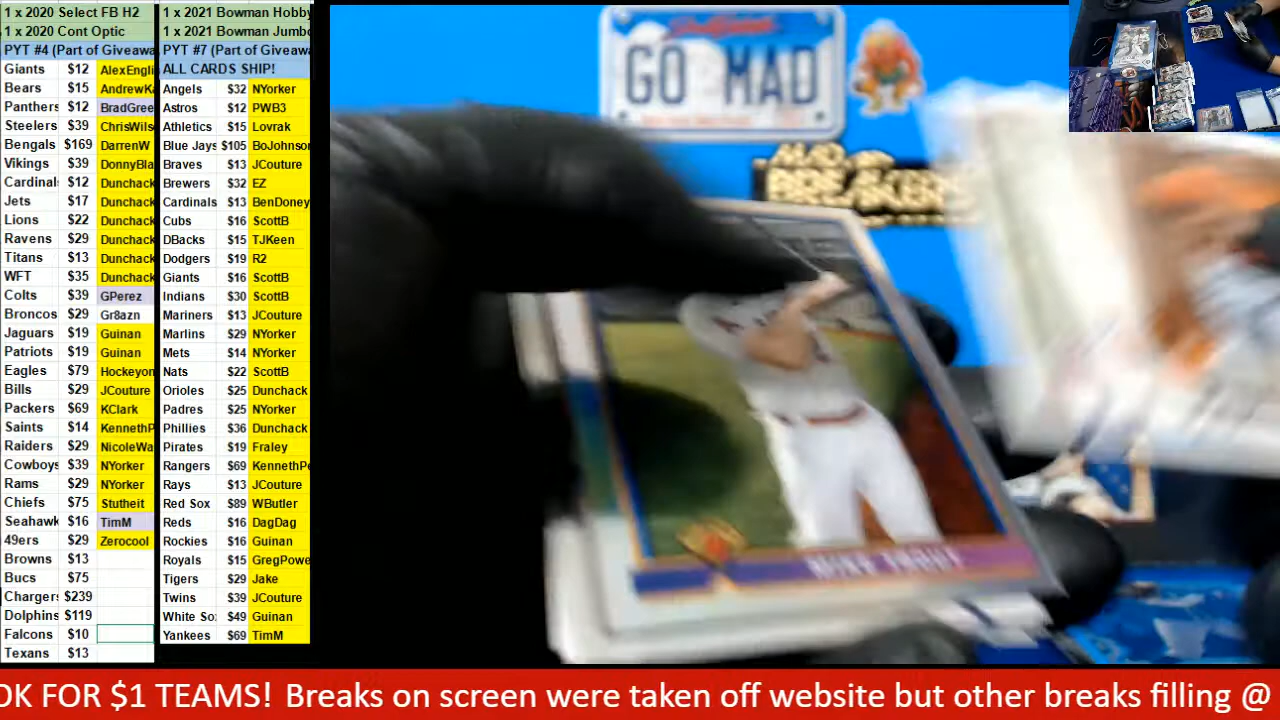 1 x 2020 Select FB H2
1 x 2020 Cont Optic
PYT #4 (Part of Giveawa
Giants $12 AlexEngli
Bears $15 AndrewKa
Panthers $12 BradGree
Steelers $39 ChrisWils
Bengals $169 DarrenW
Vikings $39 DonnyBla
Cardinal $12 Dunchack
Jets $17 Dunchack
Lions $22 Dunchack
Ravens $29 Dunchack
Titans $13 Dunchack
WFT $35 Dunchack
Colts $39 GPerez
Broncos $29 Gr8azn
Jaguars $19 Guinan
Patriots $19 Guinan
Eagles $79 Hockeyon
Bills $29 JCouture
Packers $69 KClark
Saints $14 KennethP
Raiders $29 NicoleWa
Cowboys $39 NYorker
Rams $29 NYorker
Chiefs $75 Stutheit
Seahawk $16 TimM
49ers $29 Zerocool
Browns $13
Bucs $75
Charger $239
Dolphins $119
Falcons $10
Texans $13
1 x 2021 Bowman Hobby
1 x 2021 Bowman Jumbo
PYT #7 (Part of Giveawa
ALL CARDS SHIP!
Angels $32 NYorker
Astros $12 PWB3
Athletics $15 Lovrak
Blue Jays $105 BoJohnson
Braves $13 JCouture
Brewers $32 EZ
Cardinals $13 BenDoney
Cubs $16 ScottB
DBacks $15 TJKeen
Dodgers $19 R2
Giants $16 ScottB
Indians $30 ScottB
Mariners $13 JCouture
Marlins $29 NYorker
Mets $14 NYorker
Nats $22 ScottB
Orioles $25 Dunchack
Padres $25 NYorker
Phillies $36 Dunchack
Pirates $19 Fraley
Rangers $69 KennethPe
Rays $13 JCouture
Red Sox $89 WButler
Reds $16 DagDag
Rockies $16 Guinan
Royals $15 GregPowe
Tigers $29 Jake
Twins $39 JCouture
White So $49 Guinan
Yankees $69 TimM
GO MAD
MAD
BREAKERS
MIKE TROUT
OK FOR $1 TEAMS! Breaks on screen were taken off website but other breaks filling @